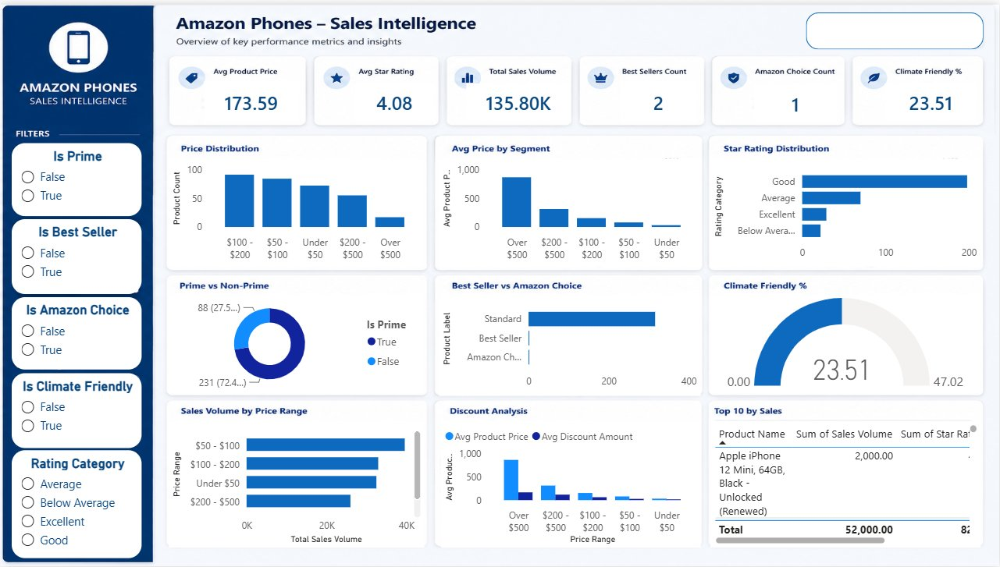 AMAZON PHONES
SALES INTELLIGENCE
FILTERS
Is Prime
False
True
Is Best Seller
False
True
Is Amazon Choice
False
True
Is Climate Friendly
False
True
Rating Category
Average
Below Average
Excellent
Good
Amazon Phones – Sales Intelligence
Overview of key performance metrics and insights
Avg Product Price
173.59
Avg Star Rating
4.08
Total Sales Volume
135.80K
Best Sellers Count
2
Amazon Choice Count
1
Climate Friendly %
23.51
Price Distribution
Product Count
100
50
0
$100 -
$200
$50 -
$100
Under
$50
$200 -
$500
Over
$500
Avg Price by Segment
Avg Product P...
1,000
500
0
Over
$500
$200 -
$500
$100 -
$200
$50 -
$100
Under
$50
Star Rating Distribution
Rating Category
Good
Average
Excellent
Below Avera...
0
100
200
Prime vs Non-Prime
88 (27.5...)
231 (72.4...)
Is Prime
True
False
Best Seller vs Amazon Choice
Product Label
Standard
Best Seller
Amazon Ch...
0
200
400
Climate Friendly %
23.51
0.00
47.02
Sales Volume by Price Range
Price Range
$50 - $100
$100 - $200
Under $50
$200 - $500
0K
20K
40K
Total Sales Volume
Discount Analysis
Avg Product Price
Avg Discount Amount
Avg Produc...
1,000
500
0
Over
$500
$200 -
$500
$100 -
$200
$50 -
$100
Under
$50
Price Range
Top 10 by Sales
Product Name Sum of Sales Volume Sum of Star Ra
Apple iPhone 2,000.00
12 Mini, 64GB,
Black -
Unlocked
(Renewed)
Total 52,000.00 82